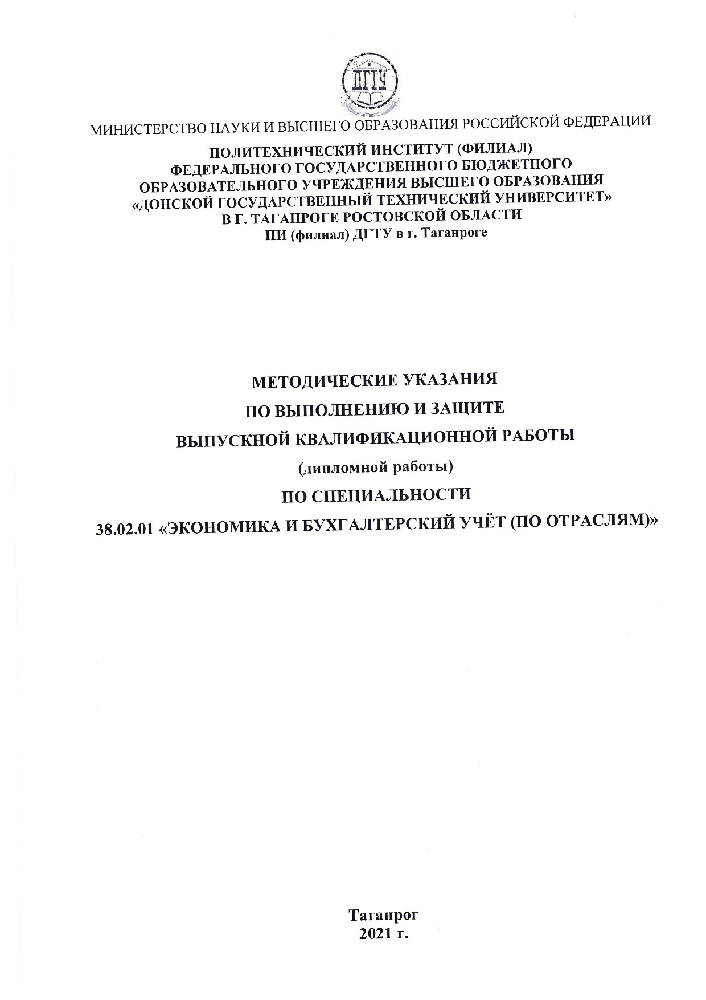 ДГТУ
МИНИСТЕРСТВО НАУКИ И ВЫСШЕГО ОБРАЗОВАНИЯ РОССИЙСКОЙ ФЕДЕРАЦИИ
ПОЛИТЕХНИЧЕСКИЙ ИНСТИТУТ (ФИЛИАЛ)
ФЕДЕРАЛЬНОГО ГОСУДАРСТВЕННОГО БЮДЖЕТНОГО
ОБРАЗОВАТЕЛЬНОГО УЧРЕЖДЕНИЯ ВЫСШЕГО ОБРАЗОВАНИЯ
«ДОНСКОЙ ГОСУДАРСТВЕННЫЙ ТЕХНИЧЕСКИЙ УНИВЕРСИТЕТ»
В Г. ТАГАНРОГЕ РОСТОВСКОЙ ОБЛАСТИ
ПИ (филиал) ДГТУ в г. Таганроге
МЕТОДИЧЕСКИЕ УКАЗАНИЯ
ПО ВЫПОЛНЕНИЮ И ЗАЩИТЕ
ВЫПУСКНОЙ КВАЛИФИКАЦИОННОЙ РАБОТЫ
(дипломной работы)
ПО СПЕЦИАЛЬНОСТИ
38.02.01 «ЭКОНОМИКА И БУХГАЛТЕРСКИЙ УЧЁТ (ПО ОТРАСЛЯМ)»
Таганрог
2021 г.